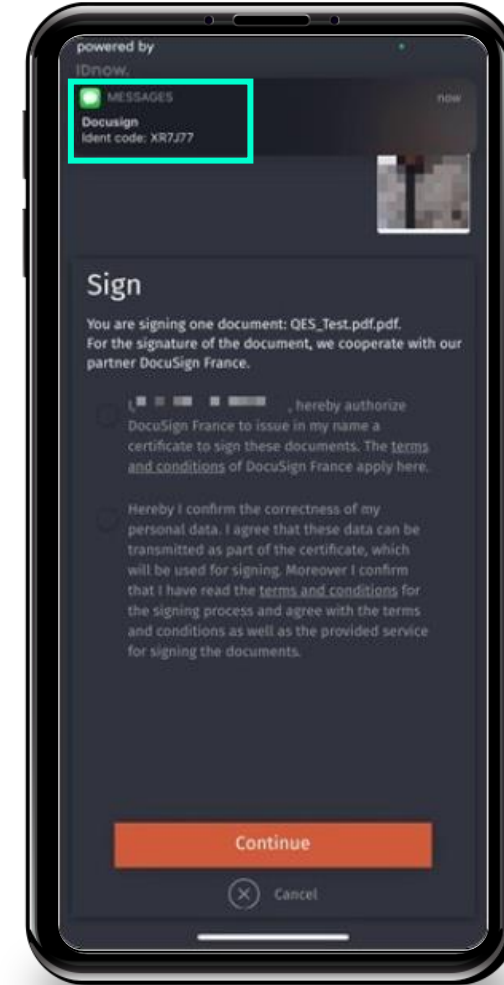 powered by
IDnow.
MESSAGES
now
Docusign
Ident code: XR7J77
Sign
You are signing one document: QES_Test.pdf.pdf.
For the signature of the document, we cooperate with our
partner DocuSign France.
I, , hereby authorize
DocuSign France to issue in my name a
certificate to sign these documents. The terms
and conditions of DocuSign France apply here.
Hereby I confirm the correctness of my
personal data. I agree that these data can be
transmitted as part of the certificate, which
will be used for signing. Moreover I confirm
that I have read the terms and conditions for
the signing process and agree with the terms
and conditions as well as the provided service
for signing the documents.
Continue
Cancel